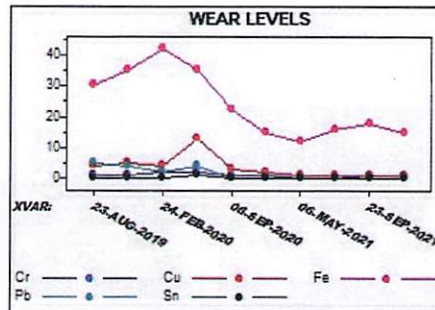 WEAR LEVELS
40
30
20
10
0
XVAR:
23-AUG-2019
24-FEB-2020
06-SEP-2020
06-MAY-2021
23-SEP-2021
Cr Cu Fe
Pb Sn